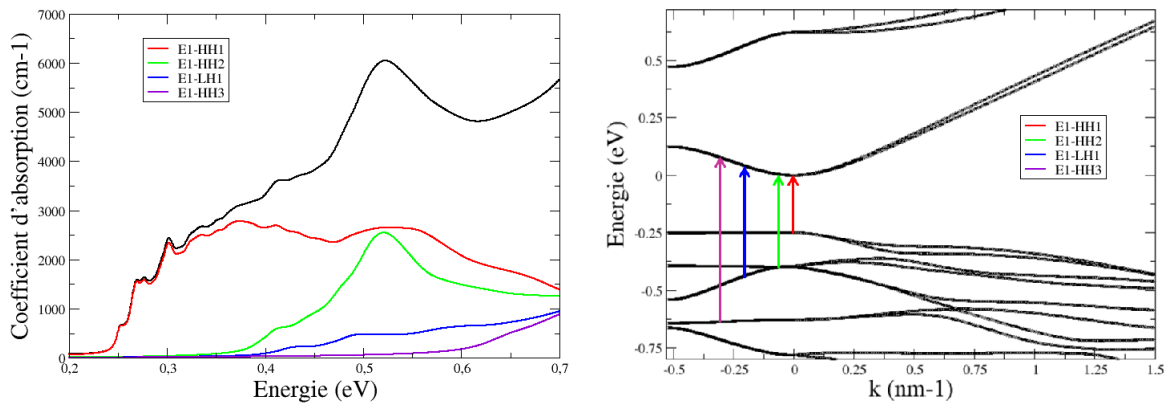 7000
6000
5000
4000
3000
2000
1000
0
Coefficient d'absorption (cm-1)
E1-HH1
E1-HH2
E1-LH1
E1-HH3
0,2
0,3
0,4
0,5
0,6
0,7
Energie (eV)
0.5
0.25
0
-0.25
-0.5
-0.75
Energie (eV)
E1-HH1
E1-HH2
E1-LH1
E1-HH3
-0.5
-0.25
0
0.25
0.5
0.75
1
1.25
1.5
k (nm-1)